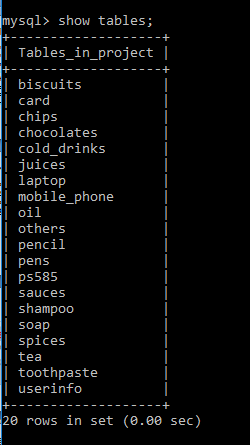 mysql> show tables;
+--------------------+
| Tables_in_project |
+--------------------+
| biscuits |
| card |
| chips |
| chocolates |
| cold_drinks |
| juices |
| laptop |
| mobile_phone |
| oil |
| others |
| pencil |
| pens |
| ps585 |
| sauces |
| shampoo |
| soap |
| spices |
| tea |
| toothpaste |
| userinfo |
+--------------------+
20 rows in set (0.00 sec)